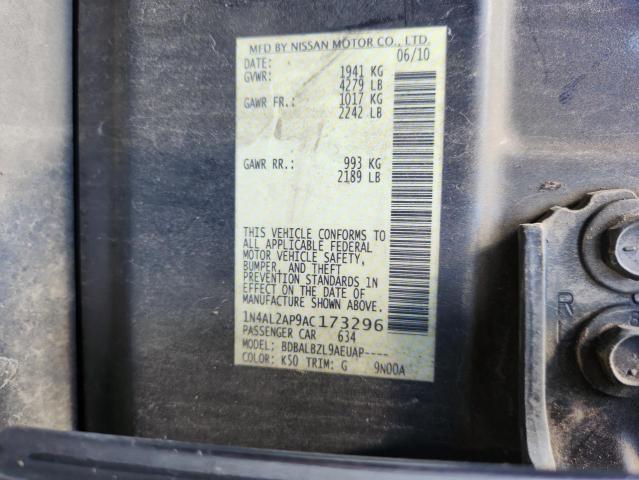 MFD BY NISSAN MOTOR CO., LTD.
DATE: 06/10
GVWR: 1941 KG
4279 LB
GAWR FR.: 1017 KG
2242 LB
GAWR RR.: 993 KG
2189 LB
THIS VEHICLE CONFORMS TO
ALL APPLICABLE FEDERAL
MOTOR VEHICLE SAFETY,
BUMPER, AND THEFT
PREVENTION STANDARDS IN
EFFECT ON THE DATE OF
MANUFACTURE SHOWN ABOVE.
1N4AL2AP9AC173296
PASSENGER CAR 634
MODEL: BDBALBZL9AEUAP----
COLOR: K50 TRIM: G 9N00A
R